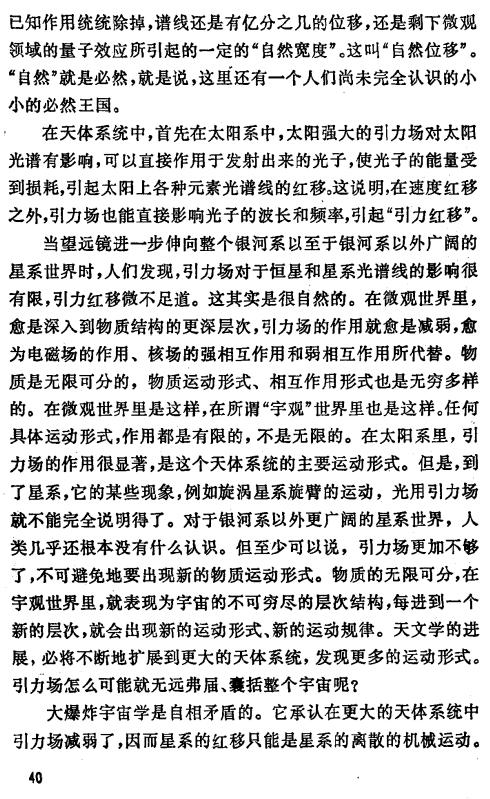 已知作用统统除掉，谱线还是有亿分之几的位移，还是剩下微观
领域的量子效应所引起的一定的“自然宽度”。这叫“自然位移”。
“自然”就是必然，就是说，这里还有一个人们尚未完全认识的小
小的必然王国。
在天体系统中，首先在太阳系中，太阳强大的引力场对太阳
光谱有影响，可以直接作用于发射出来的光子，使光子的能量受
到损耗，引起太阳上各种元素光谱线的红移。这说明，在速度红移
之外，引力场也能直接影响光子的波长和频率，引起“引力红移”。
当望远镜进一步伸向整个银河系以至于银河系以外广阔的
星系世界时，人们发现，引力场对于恒星和星系光谱线的影响很
有限，引力红移微不足道。这其实是很自然的。在微观世界里，
愈是深入到物质结构的更深层次，引力场的作用就愈是减弱，愈
为电磁场的作用、核场的强相互作用和弱相互作用所代替。物
质是无限可分的，物质运动形式、相互作用形式也是无穷多样
的。在微观世界里是这样，在所谓“宇观”世界里也是这样。任何
具体运动形式，作用都是有限的，不是无限的。在太阳系里，引
力场的作用很显著，是这个天体系统的主要运动形式。但是，到
了星系，它的某些现象，例如旋涡星系旋臂的运动，光用引力场
就不能完全说明得了。对于银河系以外更广阔的星系世界，人
类几乎还根本没有什么认识。但至少可以说，引力场更加不够
了，不可避免地要出现新的物质运动形式。物质的无限可分，在
宇观世界里，就表现为宇宙的不可穷尽的层次结构，每进到一个
新的层次，就会出现新的运动形式、新的运动规律。天文学的进
展，必将不断地扩展到更大的天体系统，发现更多的运动形式。
引力场怎么可能就无远弗届、囊括整个宇宙呢？
大爆炸宇宙学是自相矛盾的。它承认在更大的天体系统中
引力场减弱了，因而星系的红移只能是星系的离散的机械运动。
40